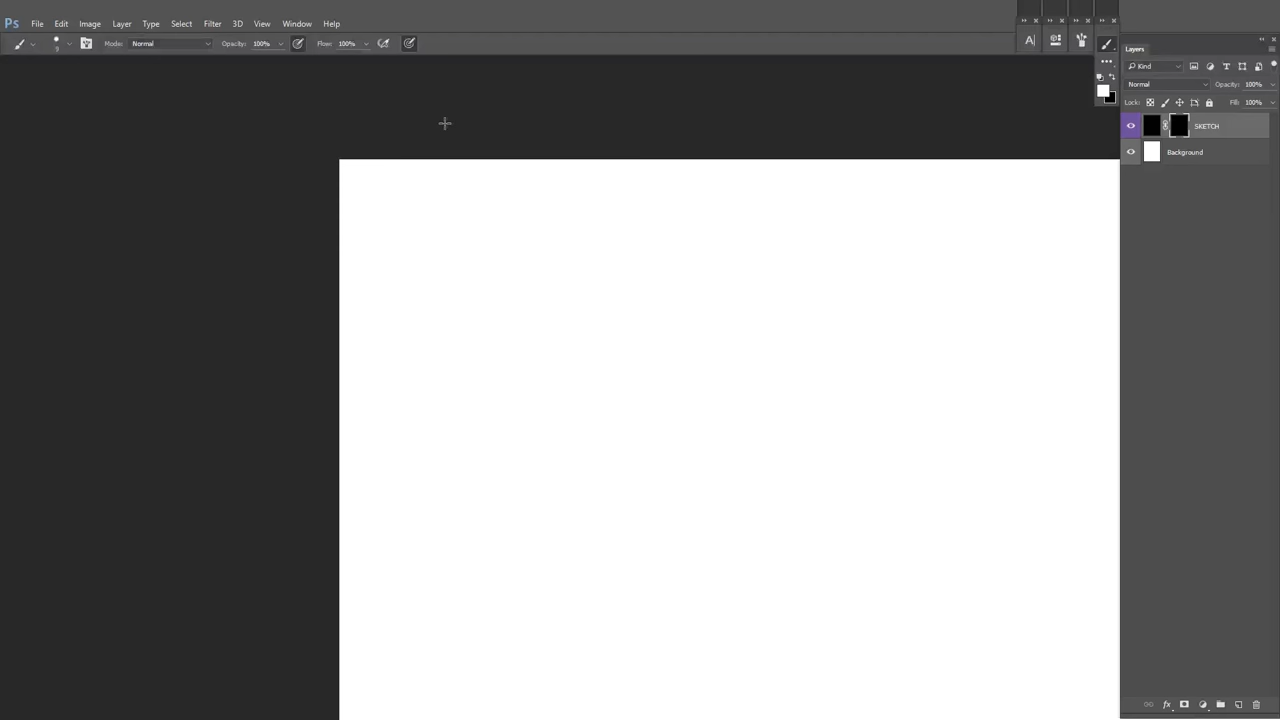 Ps File Edit Image Layer Type Select Filter 3D View Window Help
Mode: Normal Opacity: 100% Flow: 100%
A
Layers
Kind
Normal Opacity: 100%
Lock: Fill: 100%
SKETCH
Background